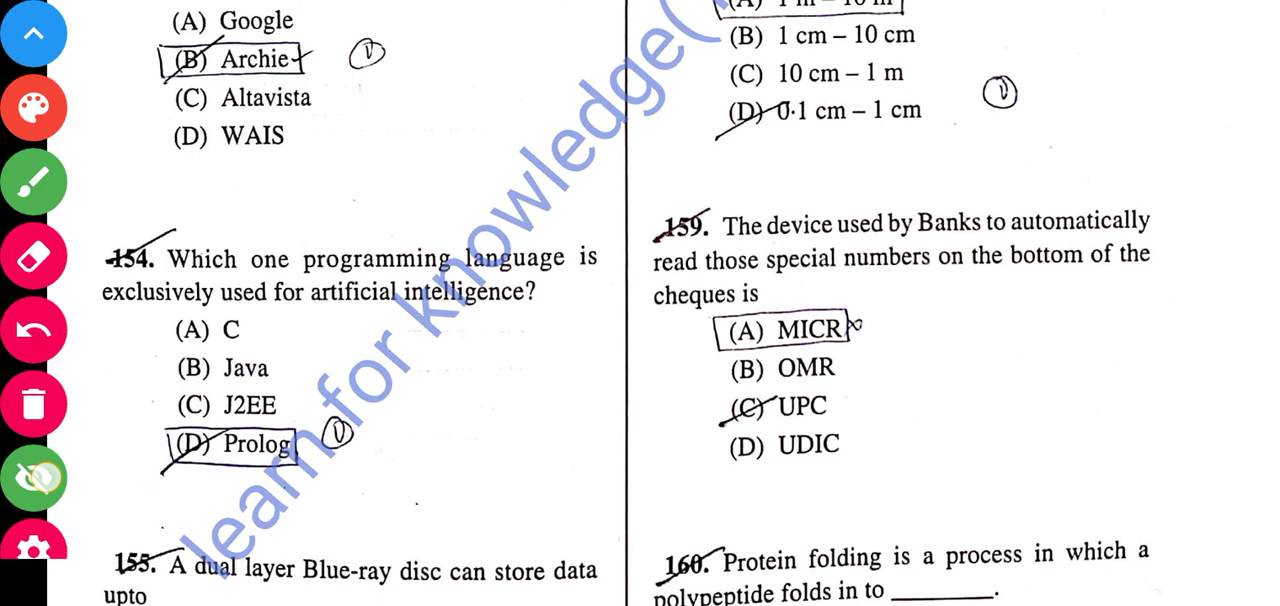 (A) Google
(B) Archie
(C) Altavista
(D) WAIS
154. Which one programming language is
exclusively used for artificial intelligence?
(A) C
(B) Java
(C) J2EE
(D) Prolog
155. A dual layer Blue-ray disc can store data
upto
(A) 1 m – 10 m
(B) 1 cm – 10 cm
(C) 10 cm – 1 m
(D) 0·1 cm – 1 cm
159. The device used by Banks to automatically
read those special numbers on the bottom of the
cheques is
(A) MICR
(B) OMR
(C) UPC
(D) UDIC
160. Protein folding is a process in which a
polypeptide folds in to ________.
learn for knowledge(